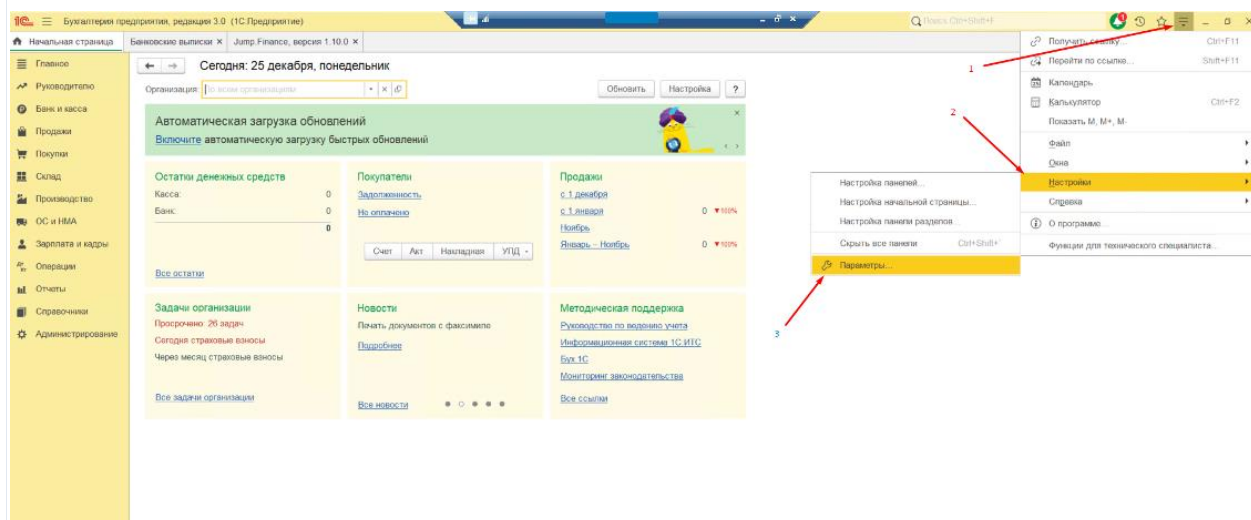 1С Бухгалтерия предприятия, редакция 3.0 (1С:Предприятие)
Поиск Ctrl+Shift+F
Начальная страница Банковские выписки × Jump.Finance, версия 1.10.0 ×
Главное
Руководителю
Банк и касса
Продажи
Покупки
Склад
Производство
ОС и НМА
Зарплата и кадры
Операции
Отчеты
Справочники
Администрирование
Сегодня: 25 декабря, понедельник
Организация: По всем организациям
Обновить Настройка ?
Автоматическая загрузка обновлений
Включите автоматическую загрузку быстрых обновлений
Остатки денежных средств
Касса: 0
Банк: 0
0
Все остатки
Покупатели
Задолженность
Не оплачено
Счет Акт Накладная УПД
Продажи
с 1 декабря
с 1 января 0 ▼100%
Ноябрь
Январь – Ноябрь 0 ▼100%
Задачи организации
Просрочено: 26 задач
Сегодня страховые взносы
Через месяц страховые взносы
Все задачи организации
Новости
Печать документов с факсимиле
Подробнее
Все новости
Методическая поддержка
Руководство по ведению учета
Информационная система 1С:ИТС
Бух.1С
Мониторинг законодательства
Все ссылки
1
2
3
Получить ссылку... Ctrl+F11
Перейти по ссылке... Shift+F11
Календарь
Калькулятор Ctrl+F2
Показать M, M+, M-
Файл
Окна
Настройки
Справка
О программе...
Функции для технического специалиста...
Настройка панелей...
Настройка начальной страницы...
Настройка панели разделов...
Скрыть все панели
Параметры...